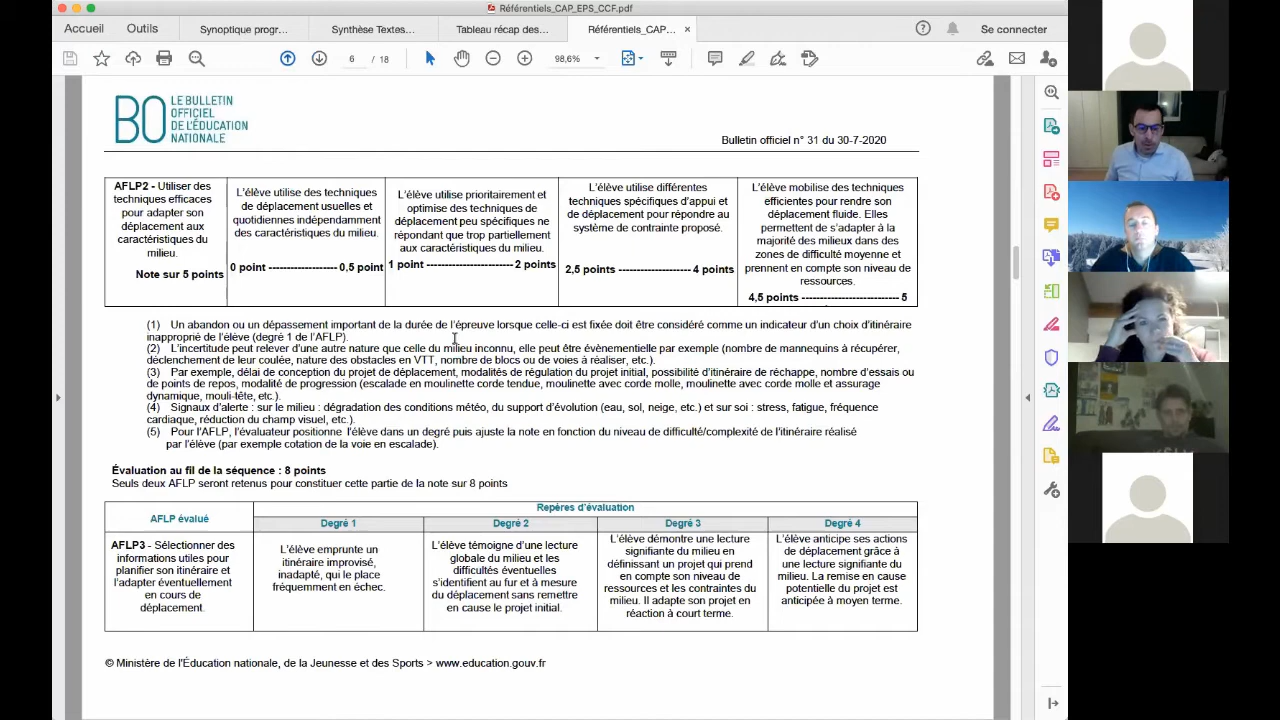 Référentiels_CAP_EPS_CCF.pdf
Accueil
Outils
Synoptique progr...
Synthèse Textes...
Tableau récap des...
Référentiels_CAP... ×
Se connecter
6 / 18
98,6%
BO LE BULLETIN
OFFICIEL
DE L'ÉDUCATION
NATIONALE
Bulletin officiel n° 31 du 30-7-2020
AFLP2 - Utiliser des
techniques efficaces
pour adapter son
déplacement aux
caractéristiques du
milieu.
Note sur 5 points
L'élève utilise des techniques
de déplacement usuelles et
quotidiennes indépendamment
des caractéristiques du milieu.
0 point ----------------- 0,5 point
L'élève utilise prioritairement et
optimise des techniques de
déplacement peu spécifiques ne
répondant que trop partiellement
aux caractéristiques du milieu.
1 point ---------------------- 2 points
L'élève utilise différentes
techniques spécifiques d'appui et
de déplacement pour répondre au
système de contrainte proposé.
2,5 points ------------------ 4 points
L'élève mobilise des techniques
efficientes pour rendre son
déplacement fluide. Elles
permettent de s'adapter à la
majorité des milieux dans des
zones de difficulté moyenne et
prennent en compte son niveau de
ressources.
4,5 points -------------------------- 5
(1) Un abandon ou un dépassement important de la durée de l'épreuve lorsque celle-ci est fixée doit être considéré comme un indicateur d'un choix d'itinéraire
inapproprié de l'élève (degré 1 de l'AFLP).
(2) L'incertitude peut relever d'une autre nature que celle du milieu inconnu, elle peut être évènementielle par exemple (nombre de mannequins à récupérer,
déclenchement de leur coulée, nature des obstacles en VTT, nombre de blocs ou de voies à réaliser, etc.).
(3) Par exemple, délai de conception du projet de déplacement, modalités de régulation du projet initial, possibilité d'itinéraire de réchappe, nombre d'essais ou
de points de repos, modalité de progression (escalade en moulinette corde tendue, moulinette avec corde molle, moulinette avec corde molle et assurage
dynamique, mouli-tête, etc.).
(4) Signaux d'alerte : sur le milieu : dégradation des conditions météo, du support d'évolution (eau, sol, neige, etc.) et sur soi : stress, fatigue, fréquence
cardiaque, réduction du champ visuel, etc.).
(5) Pour l'AFLP, l'évaluateur positionne l'élève dans un degré puis ajuste la note en fonction du niveau de difficulté/complexité de l'itinéraire réalisé
par l'élève (par exemple cotation de la voie en escalade).
Évaluation au fil de la séquence : 8 points
Seuls deux AFLP seront retenus pour constituer cette partie de la note sur 8 points
AFLP évalué
Repères d'évaluation
Degré 1
Degré 2
Degré 3
Degré 4
AFLP3 - Sélectionner des
informations utiles pour
planifier son itinéraire et
l'adapter éventuellement
en cours de
déplacement.
L'élève emprunte un
itinéraire improvisé,
inadapté, qui le place
fréquemment en échec.
L'élève témoigne d'une lecture
globale du milieu et les
difficultés éventuelles
s'identifient au fur et à mesure
du déplacement sans remettre
en cause le projet initial.
L'élève démontre une lecture
signifiante du milieu en
définissant un projet qui prend
en compte son niveau de
ressources et les contraintes du
milieu. Il adapte son projet en
réaction à court terme.
L'élève anticipe ses actions
de déplacement grâce à
une lecture signifiante du
milieu. La remise en cause
potentielle du projet est
anticipée à moyen terme.
© Ministère de l'Éducation nationale, de la Jeunesse et des Sports > www.education.gouv.fr